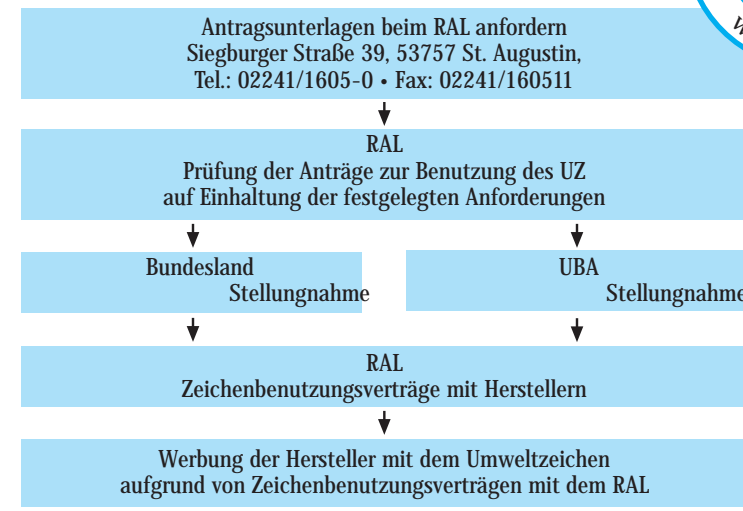 Antragsunterlagen beim RAL anfordern
Siegburger Straße 39, 53757 St. Augustin,
Tel.: 02241/1605-0 • Fax: 02241/160511
RAL
Prüfung der Anträge zur Benutzung des UZ
auf Einhaltung der festgelegten Anforderungen
Bundesland
Stellungnahme
UBA
Stellungnahme
RAL
Zeichenbenutzungsverträge mit Herstellern
Werbung der Hersteller mit dem Umweltzeichen
aufgrund von Zeichenbenutzungsverträgen mit dem RAL